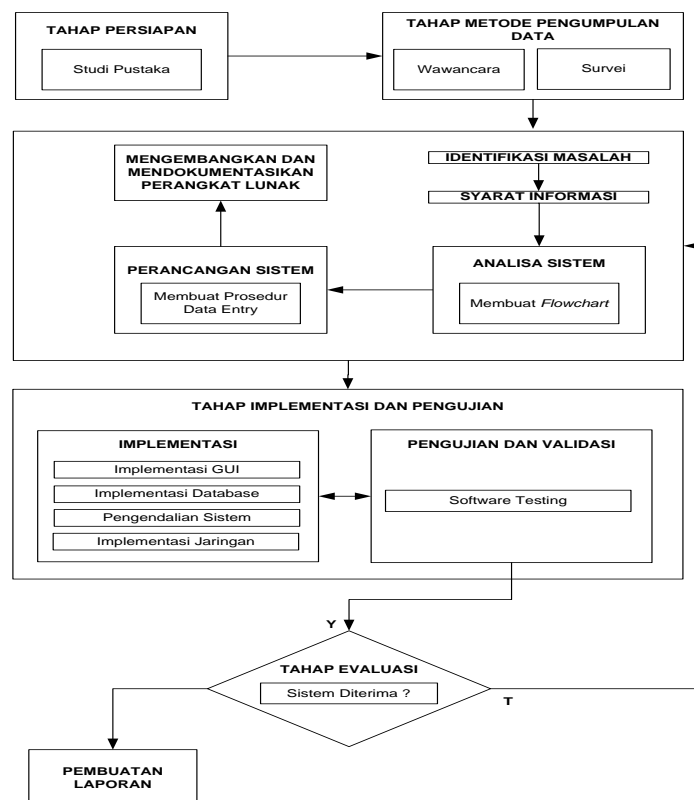 TAHAP PERSIAPAN
Studi Pustaka
TAHAP METODE PENGUMPULAN
DATA
Wawancara
Survei
MENGEMBANGKAN DAN
MENDOKUMENTASIKAN
PERANGKAT LUNAK
IDENTIFIKASI MASALAH
SYARAT INFORMASI
PERANCANGAN SISTEM
Membuat Prosedur
Data Entry
ANALISA SISTEM
Membuat Flowchart
TAHAP IMPLEMENTASI DAN PENGUJIAN
IMPLEMENTASI
Implementasi GUI
Implementasi Database
Pengendalian Sistem
Implementasi Jaringan
PENGUJIAN DAN VALIDASI
Software Testing
Y
TAHAP EVALUASI
Sistem Diterima ?
T
PEMBUATAN
LAPORAN